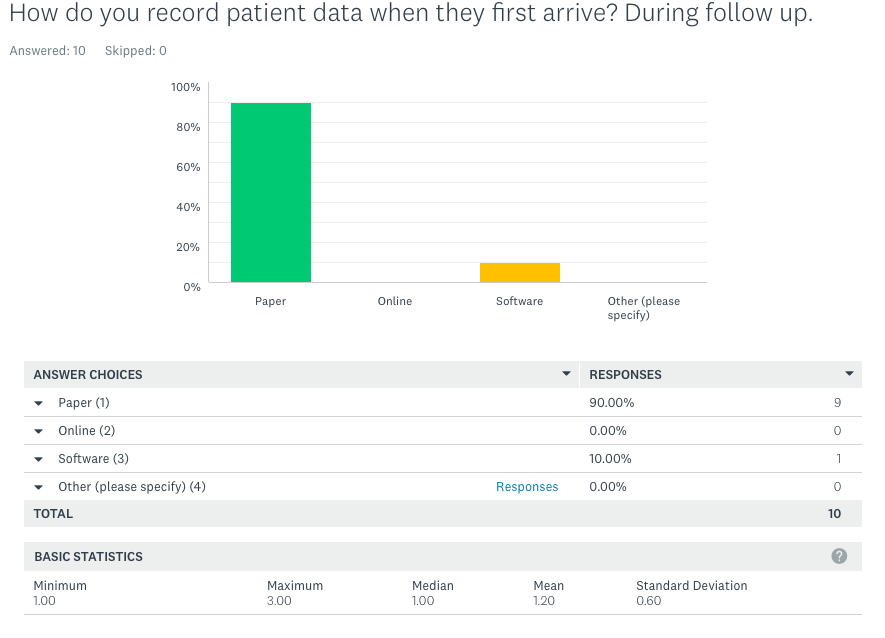 How do you record patient data when they first arrive? During follow up.
Answered: 10 Skipped: 0
100%
80%
60%
40%
20%
0%
Paper Online Software Other (please
specify)
ANSWER CHOICES RESPONSES
Paper (1) 90.00% 9
Online (2) 0.00% 0
Software (3) 10.00% 1
Other (please specify) (4) Responses 0.00% 0
TOTAL 10
BASIC STATISTICS ?
Minimum Maximum Median Mean Standard Deviation
1.00 3.00 1.00 1.20 0.60